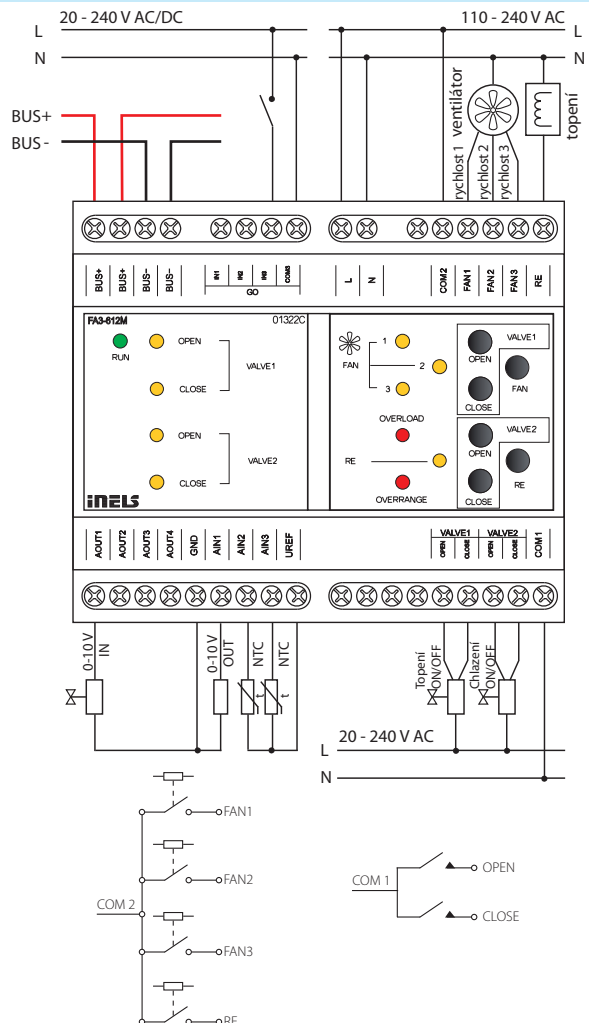 20 - 240 V AC/DC
110 - 240 V AC
L
L
N
N
BUS+
BUS -
ventilátor
rychlost 1
rychlost 2
rychlost 3
topení
BUS+
BUS+
BUS−
BUS−
IN1
IN2
IN3
COM3
GO
L
N
COM2
FAN1
FAN2
FAN3
RE
FA3-612M
01322C
RUN
OPEN
CLOSE
VALVE1
OPEN
CLOSE
VALVE2
iNELS
FAN
1
2
3
OVERLOAD
RE
OVERRANGE
VALVE1
OPEN
CLOSE
FAN
VALVE2
OPEN
CLOSE
RE
AOUT1
AOUT2
AOUT3
AOUT4
GND
AIN1
AIN2
AIN3
UREF
VALVE1
VALVE2
OPEN
CLOSE
OPEN
CLOSE
COM1
0-10 V
IN
0-10 V
OUT
NTC
NTC
t
t
Topení
ON/OFF
Chlazení
ON/OFF
20 - 240 V AC
L
N
FAN1
FAN2
COM 2
FAN3
RE
COM 1
OPEN
CLOSE